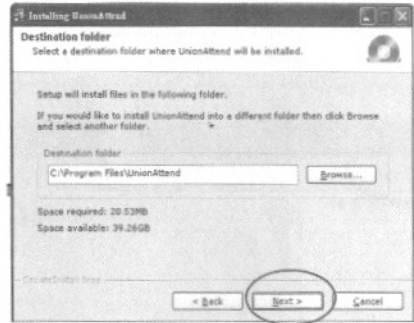 Installing UnionAttend
Destination folder
Select a destination folder where UnionAttend will be installed.
Setup will install files in the following folder.
If you would like to install UnionAttend into a different folder then click Browse
and select another folder.
Destination folder
C:\Program Files\UnionAttend
Browse...
Space required: 20.53MB
Space available: 39.26GB
CreateInstall Free
< Back
Next >
Cancel